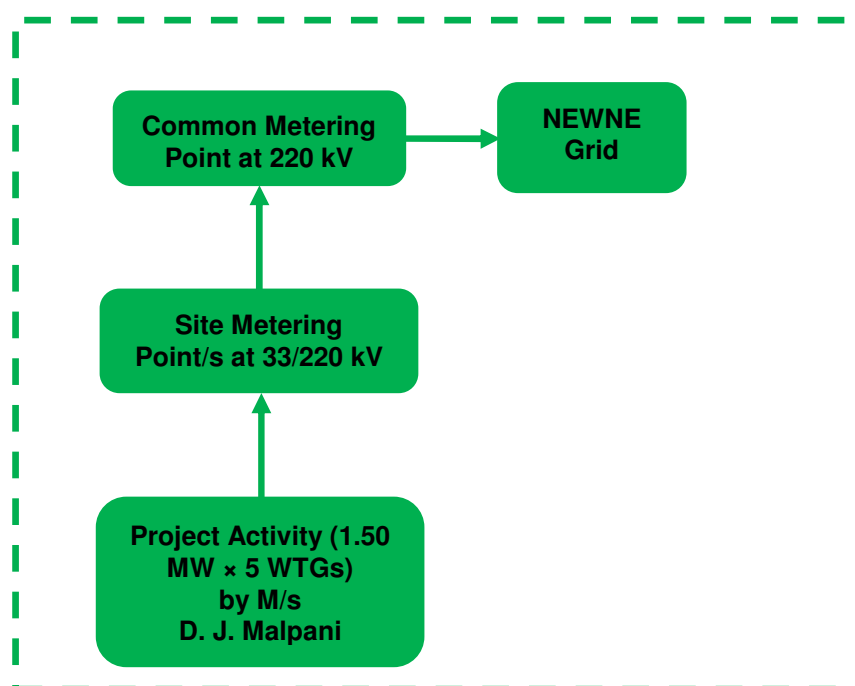 Common Metering
Point at 220 kV
NEWNE
Grid
Site Metering
Point/s at 33/220 kV
Project Activity (1.50
MW × 5 WTGs)
by M/s
D. J. Malpani